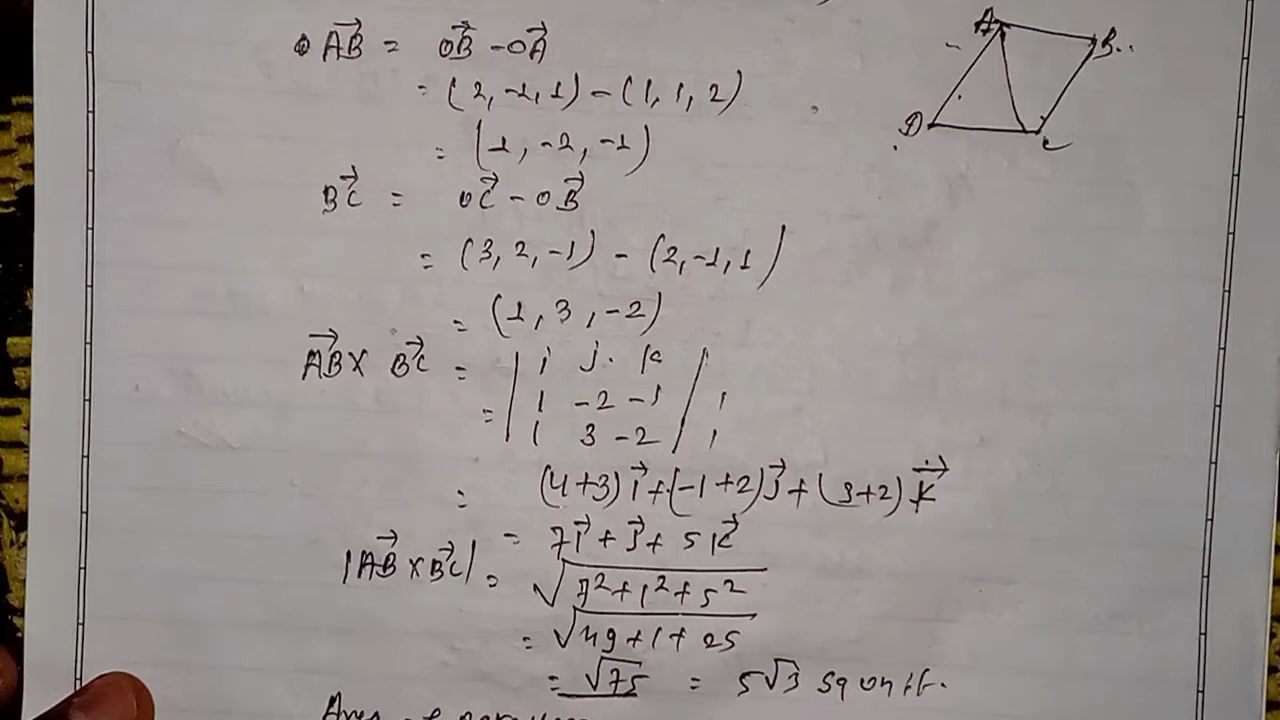 A
B
D
C
AB→ = OB→ - OA→
= (2, -1, 1) - (1, 1, 2)
= (1, -2, -1)
BC→ = OC→ - OB→
= (3, 2, -1) - (2, -1, 1)
= (1, 3, -2)
AB→ × BC→ = | i j k |
= | 1 -2 -1 |
| 1 3 -2 |
= (4+3) i→ + (-1+2) j→ + (3+2) k→
= 7i→ + j→ + 5k→
|AB→ × BC→| = √7²+1²+5²
= √49+1+25
= √75 = 5√3 sq unit.